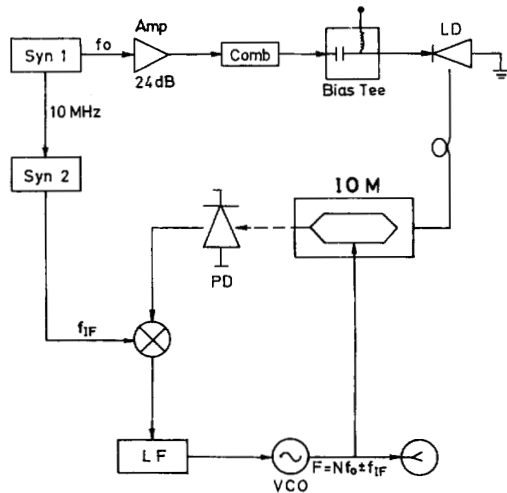 Syn 1
fo
Amp
24dB
Comb
Bias Tee
LD
10 MHz
Syn 2
IOM
PD
fIF
LF
VCO
F=Nfo±fIF